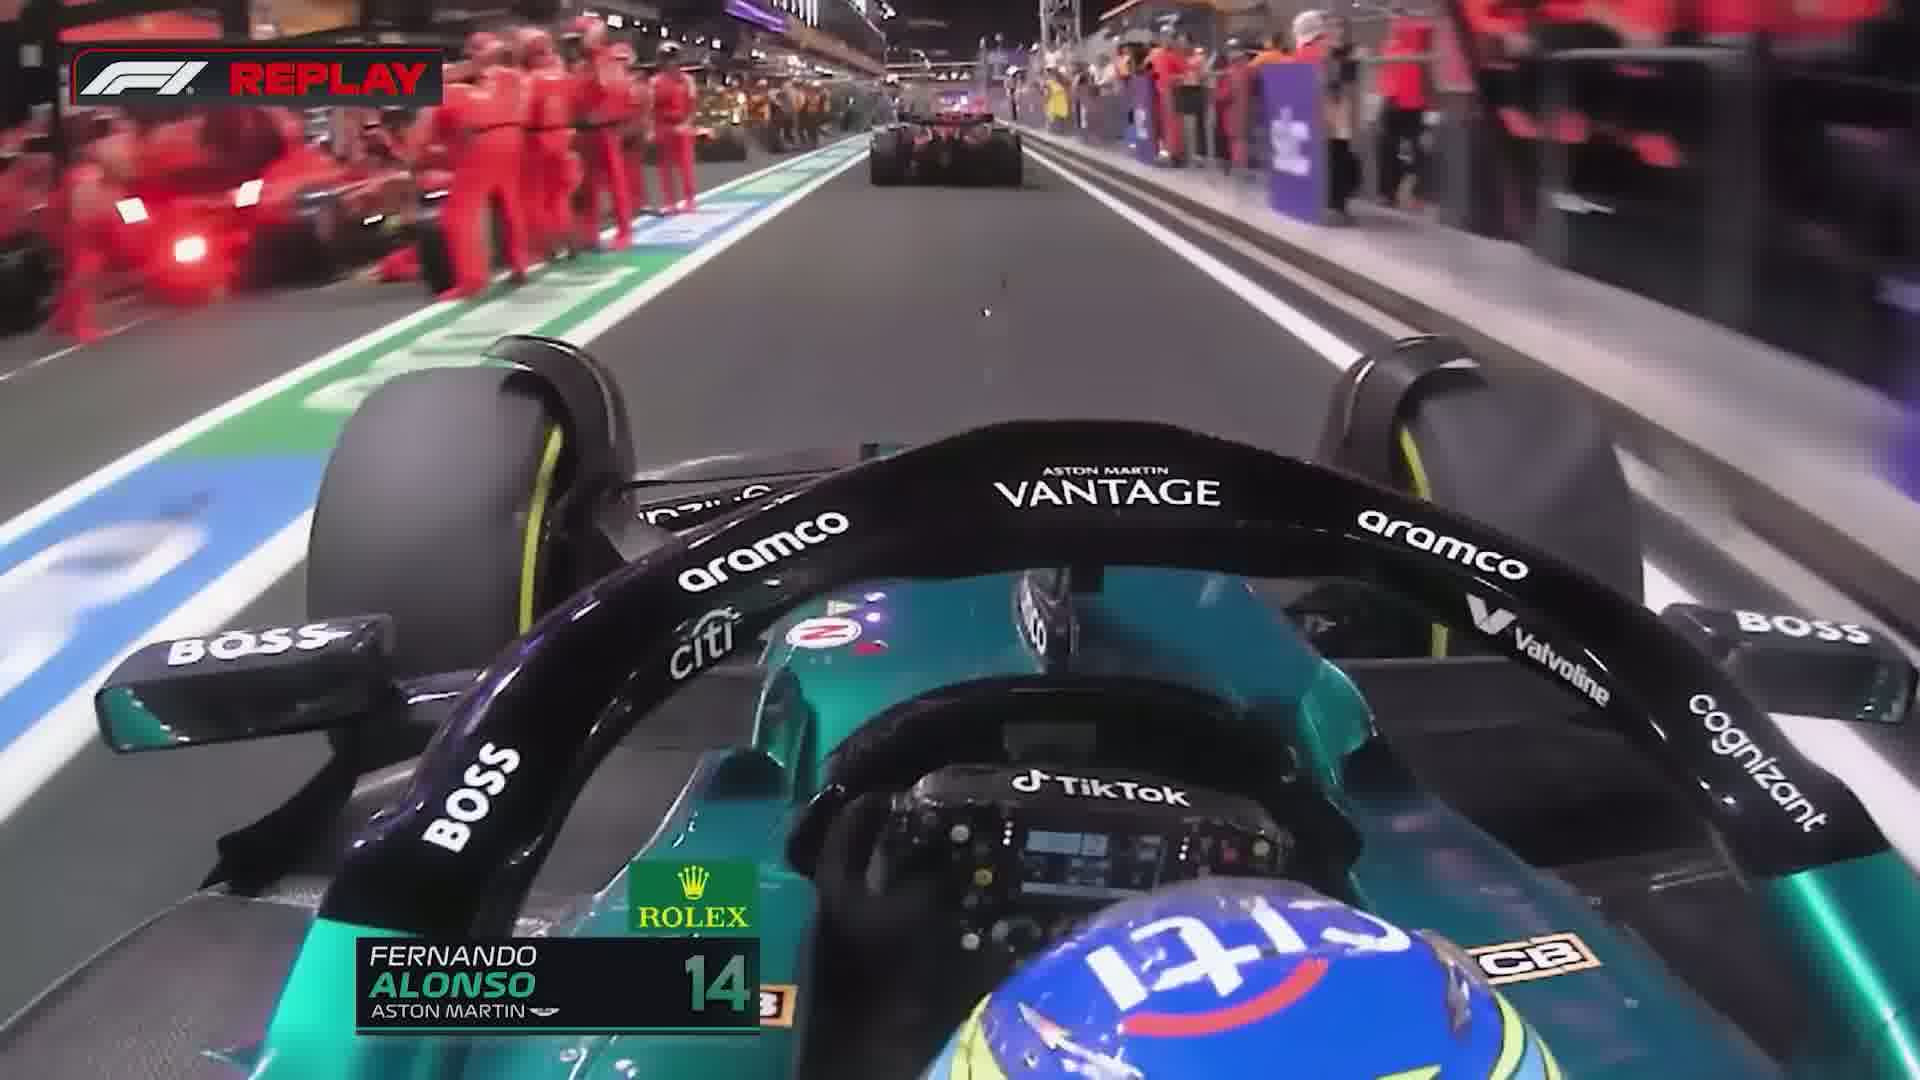 F1 REPLAY
ASTON MARTIN
VANTAGE
aramco
aramco
citi
N
Valvoline
BOSS
BOSS
BOSS
cognizant
TikTok
ROLEX
citi
JCB
FERNANDO
ALONSO
14
ASTON MARTIN